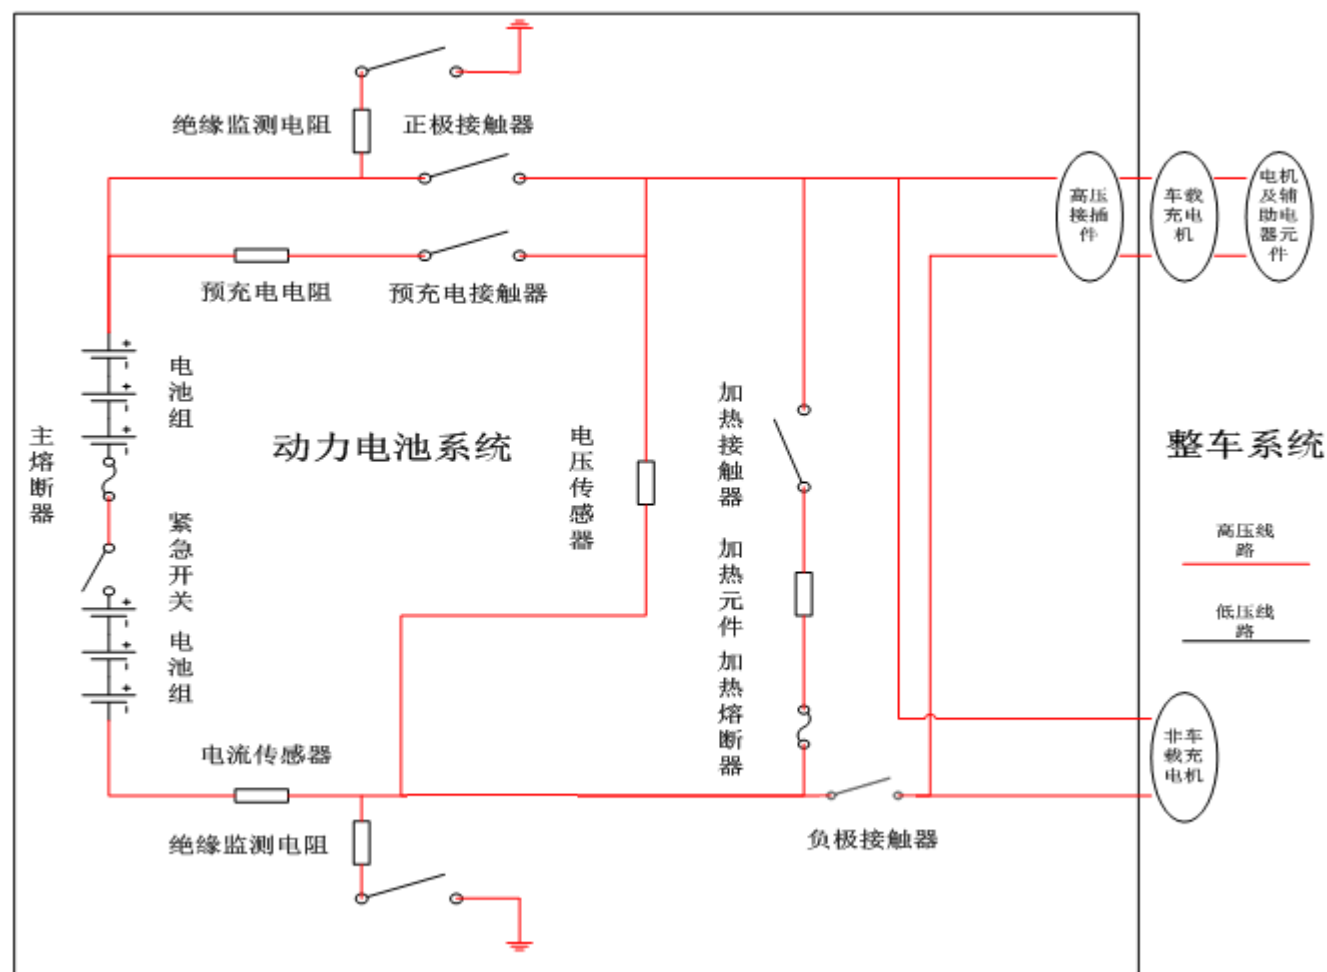 绝缘监测电阻
正极接触器
高压
接插
件
车载
充电
机
电机
及辅
助电
器元
件
预充电电阻
预充电接触器
电池组
主熔断器
动力电池系统
电压传感器
加热接触器
整车系统
紧急开关
高压线
路
加热元件
低压线
路
电池组
加热熔断器
电流传感器
非车
载充
电机
绝缘监测电阻
负极接触器